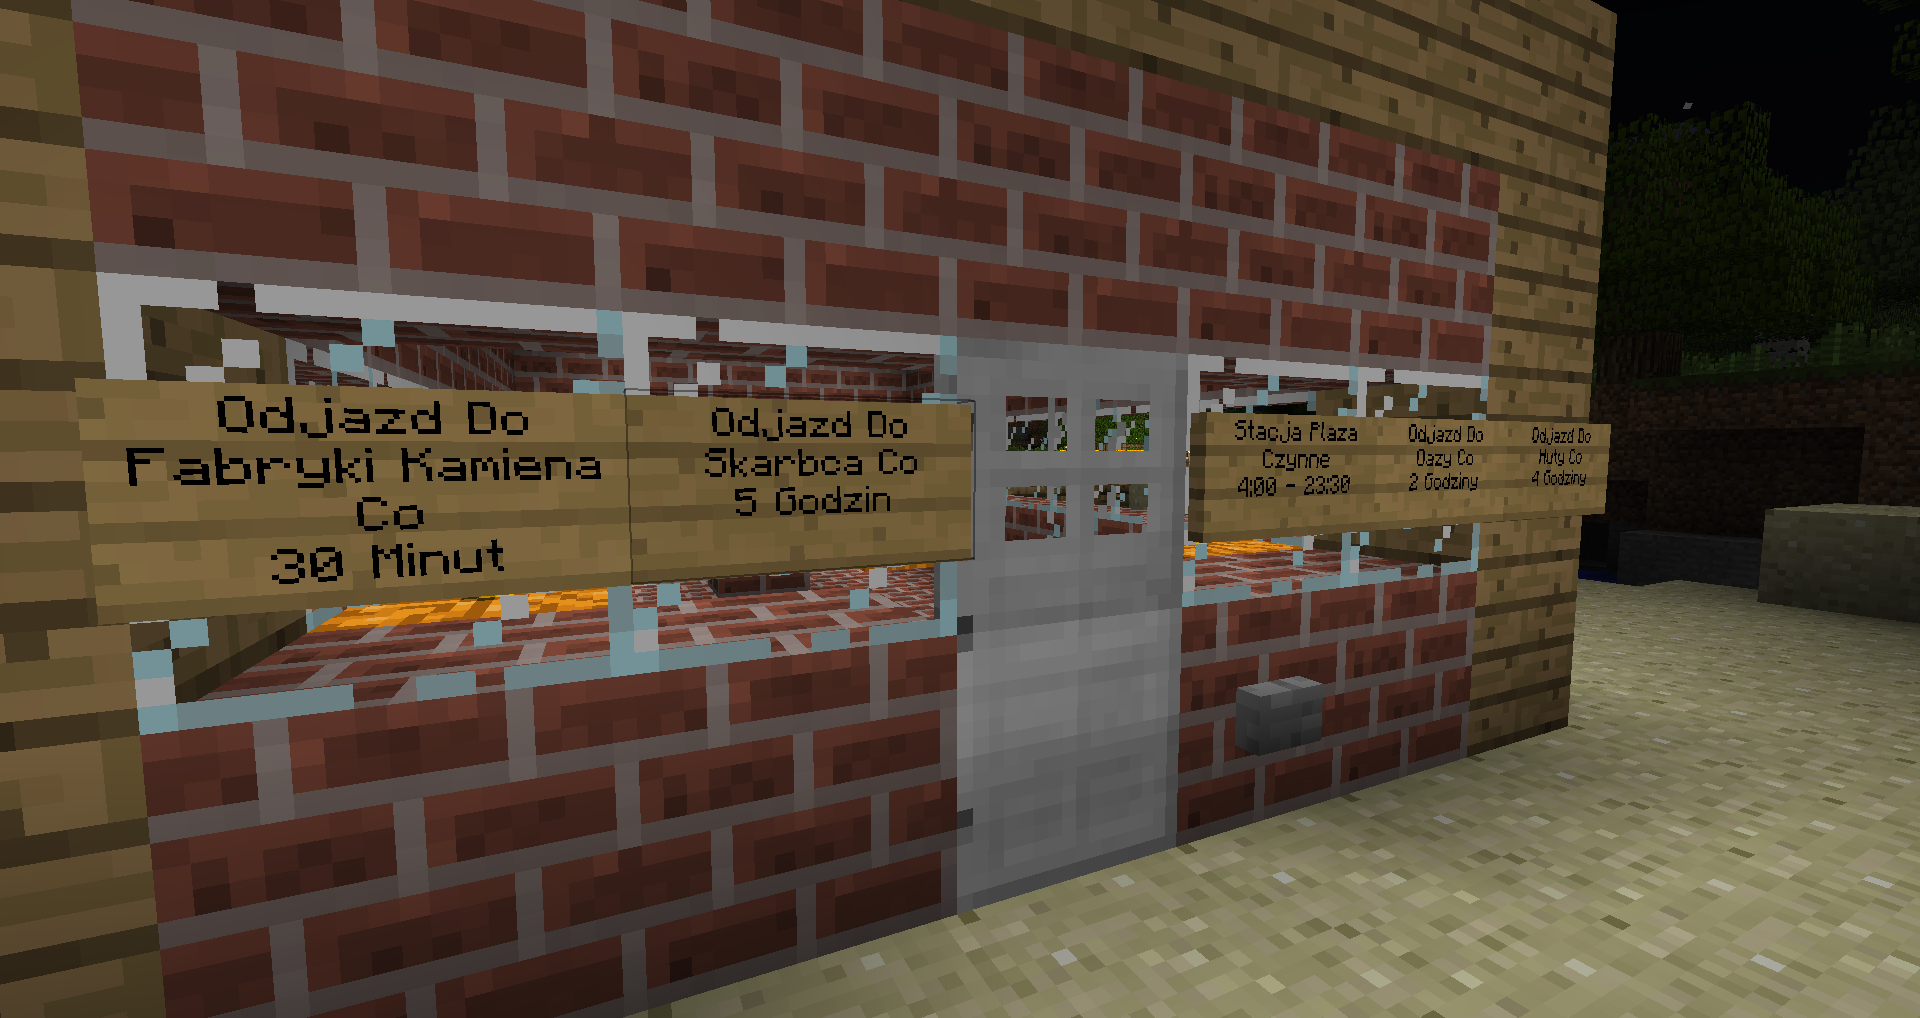 Odjazd Do
Fabryki Kamiena
Co
30 Minut
Odjazd Do
Skarbca Co
5 Godzin
Stacja Plaza
Czynne
4:00 - 23:30
Odjazd Do
Oazy Co
2 Godziny
Odjazd Do
Huty Co
4 Godziny